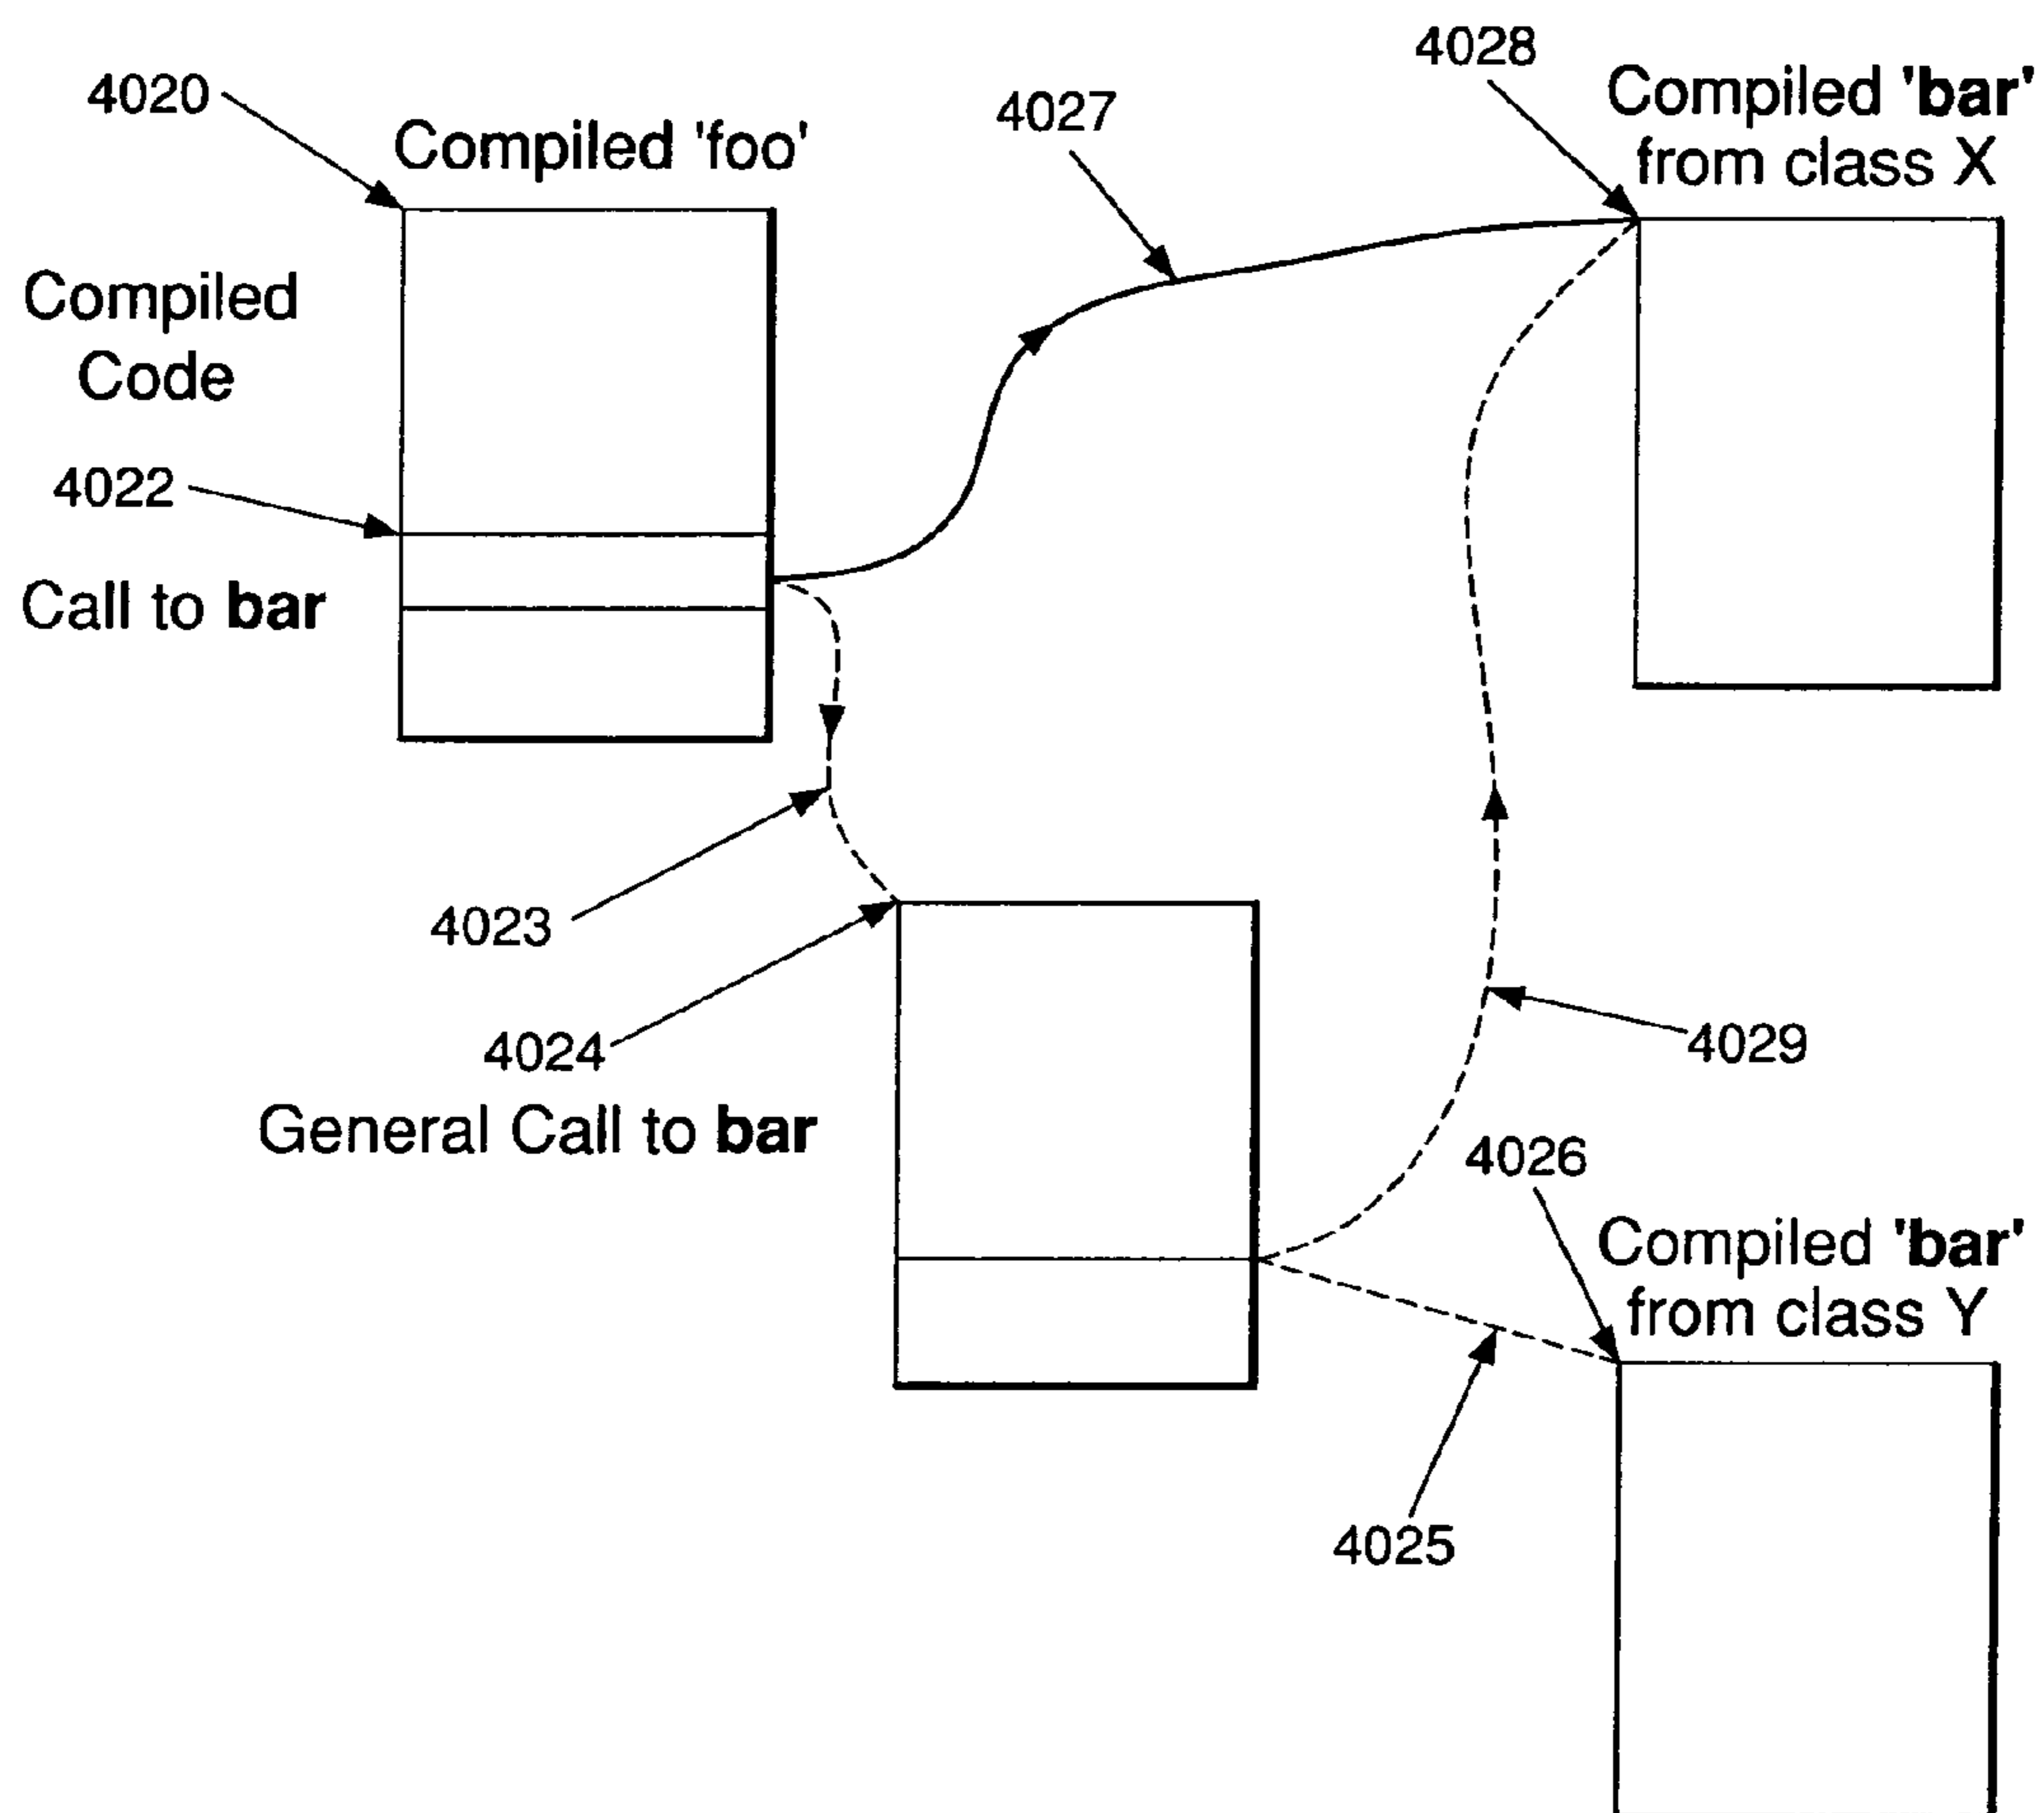 4028
4020
4027
Compiled 'bar'
from class X
Compiled 'foo'
Compiled
Code
4022
Call to bar
4023
4024
General Call to bar
4029
4026
Compiled 'bar'
from class Y
4025